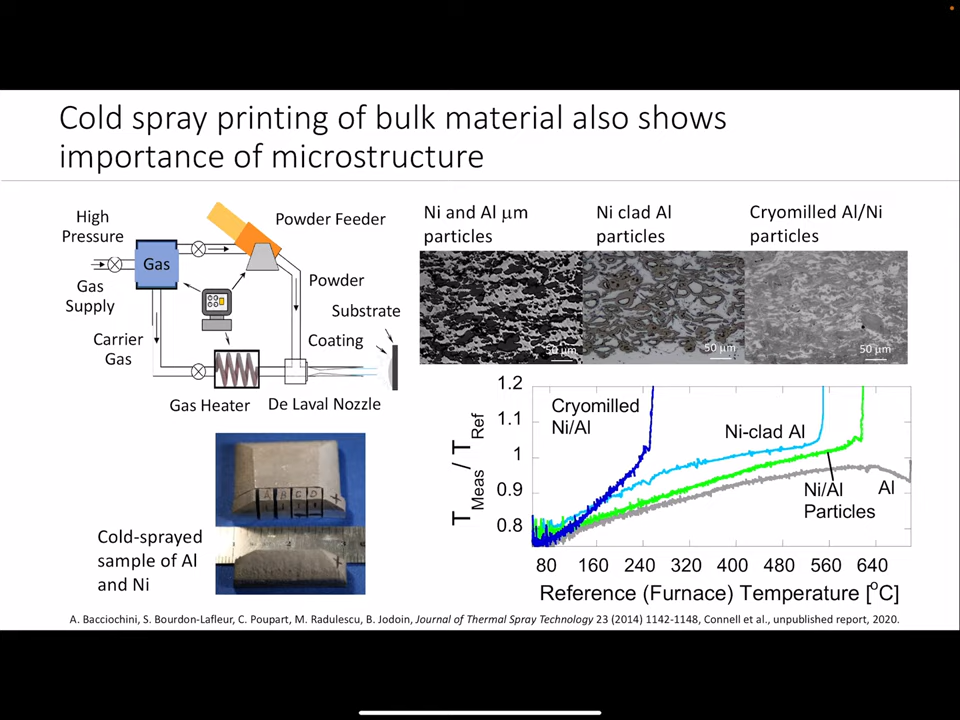 Cold spray printing of bulk material also shows
importance of microstructure
High
Pressure
Gas
Gas
Supply
Powder Feeder
Powder
Substrate
Carrier
Gas
Coating
Gas Heater
De Laval Nozzle
Cold-sprayed
sample of Al
and Ni
A B C D +
+
Ni and Al μm
particles
Ni clad Al
particles
Cryomilled Al/Ni
particles
50 μm
50 μm
50 μm
1.2
1.1
1
0.9
0.8
T Meas / T Ref
Cryomilled
Ni/Al
Ni-clad Al
Ni/Al
Particles
Al
80 160 240 320 400 480 560 640
Reference (Furnace) Temperature [°C]
A. Bacciochini, S. Bourdon-Lafleur, C. Poupart, M. Radulescu, B. Jodoin, Journal of Thermal Spray Technology 23 (2014) 1142-1148, Connell et al., unpublished report, 2020.